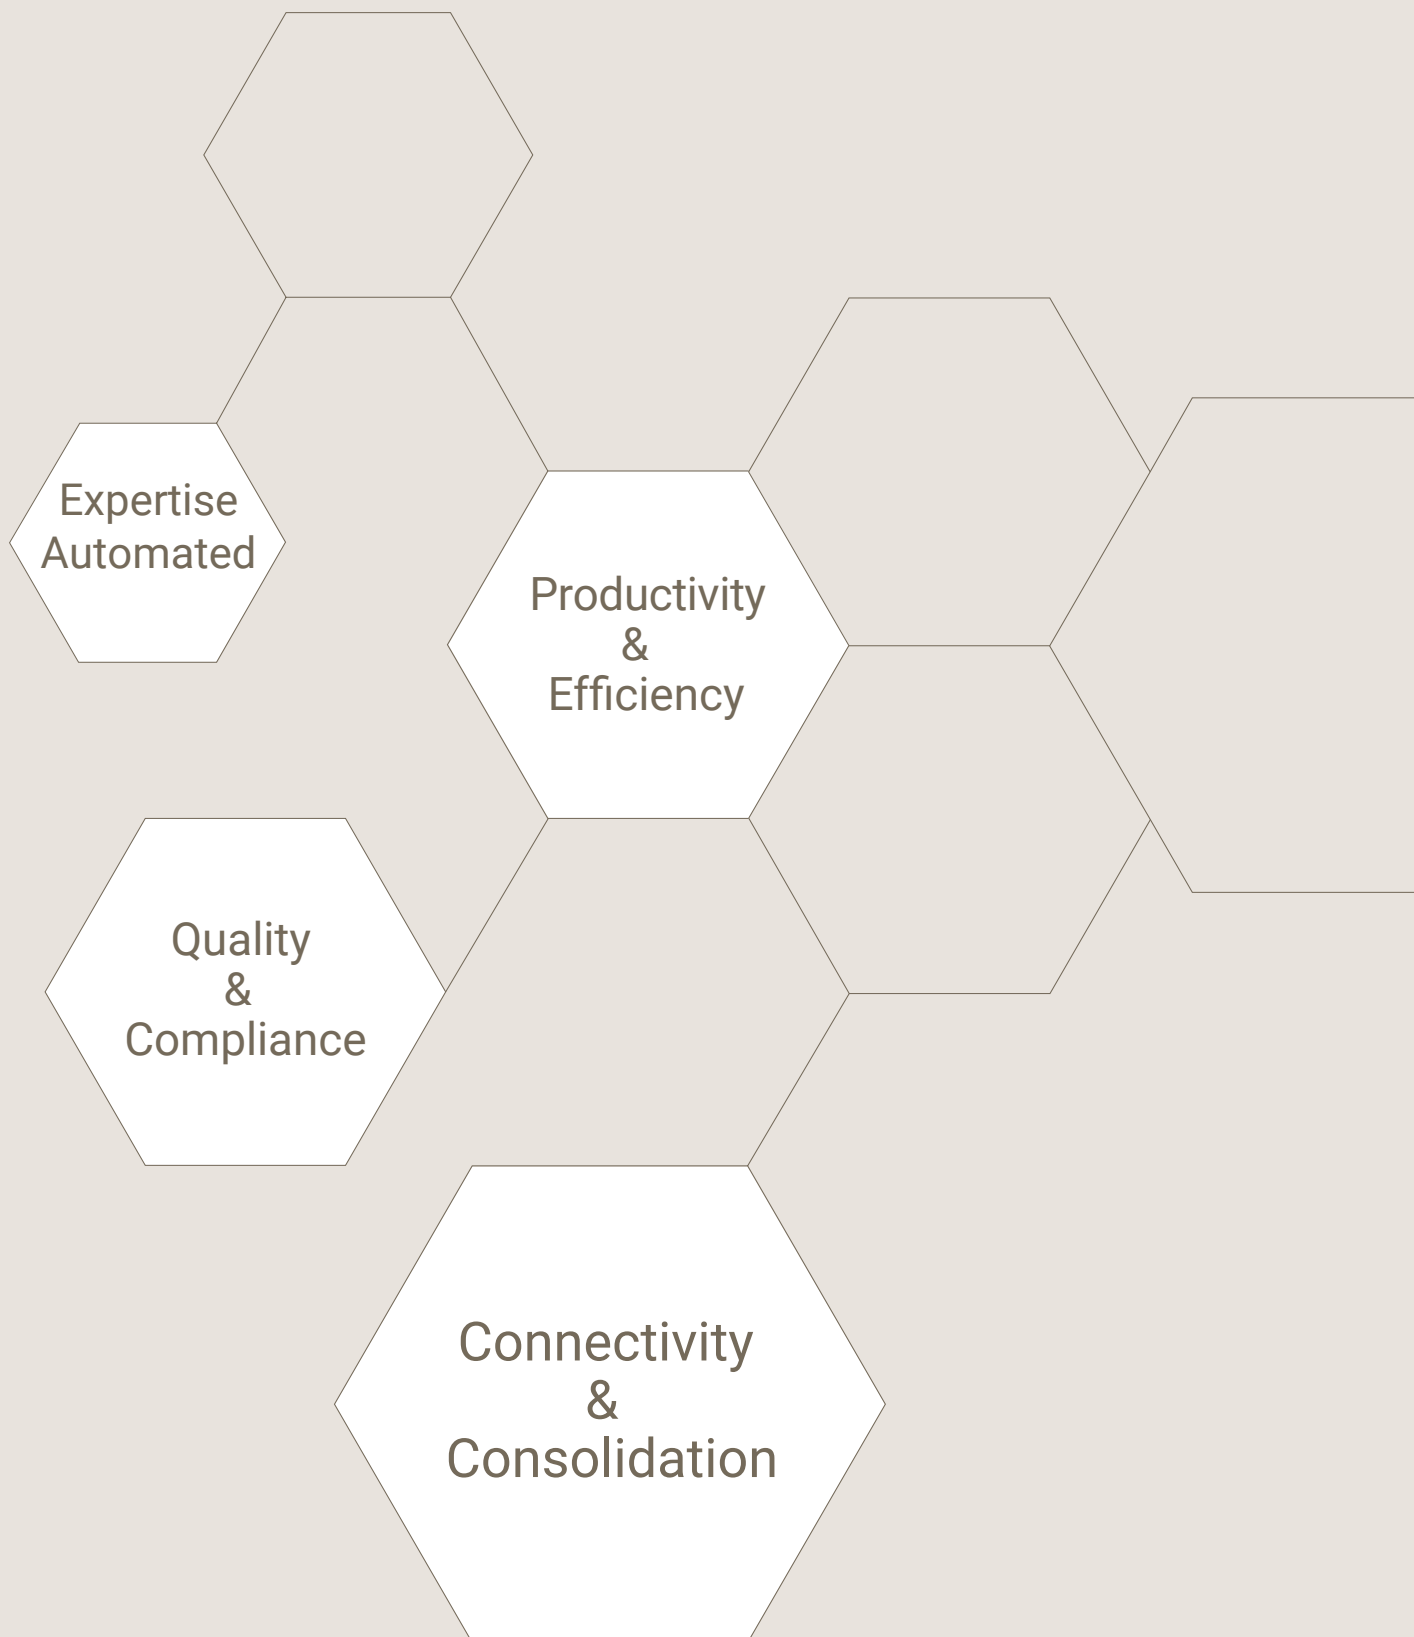 Expertise
Automated
Productivity
&
Efficiency
Quality
&
Compliance
Connectivity
&
Consolidation